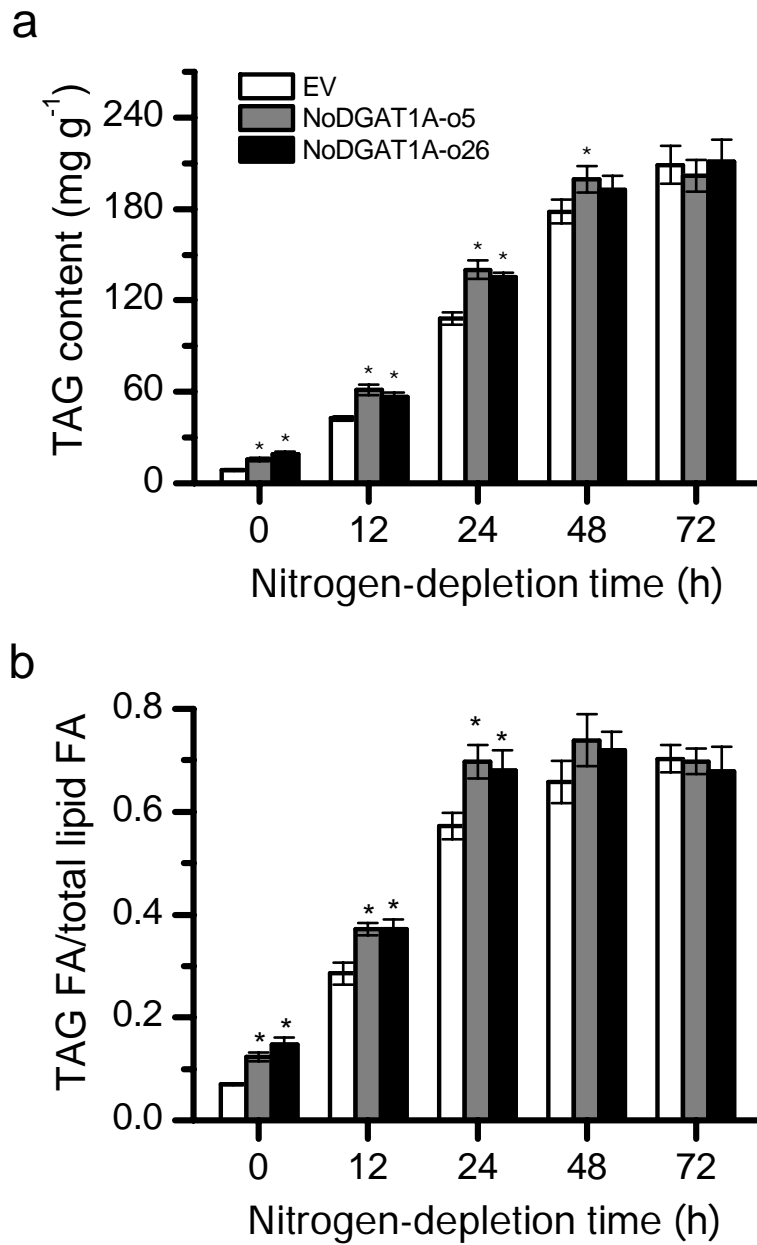 a
EV
NoDGAT1A-o5
NoDGAT1A-o26
TAG content (mg g⁻¹)
240
180
120
60
0
* *
* *
* *
*
0 12 24 48 72
Nitrogen-depletion time (h)
b
TAG FA/total lipid FA
0.8
0.6
0.4
0.2
0.0
* *
* *
* *
0 12 24 48 72
Nitrogen-depletion time (h)